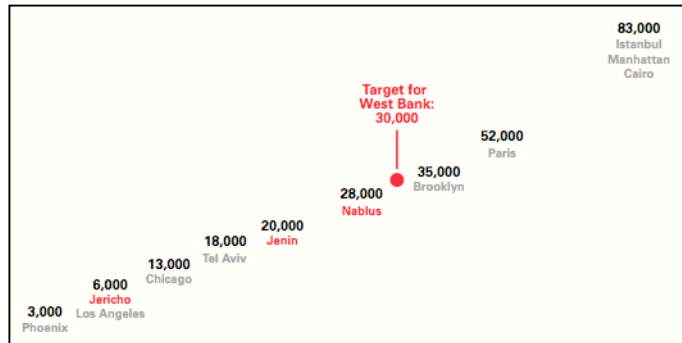 83,000
Istanbul
Manhattan
Cairo
Target for
West Bank:
30,000
52,000
Paris
35,000
Brooklyn
28,000
Nablus
20,000
Jenin
18,000
Tel Aviv
13,000
Chicago
6,000
Jericho
Los Angeles
3,000
Phoenix